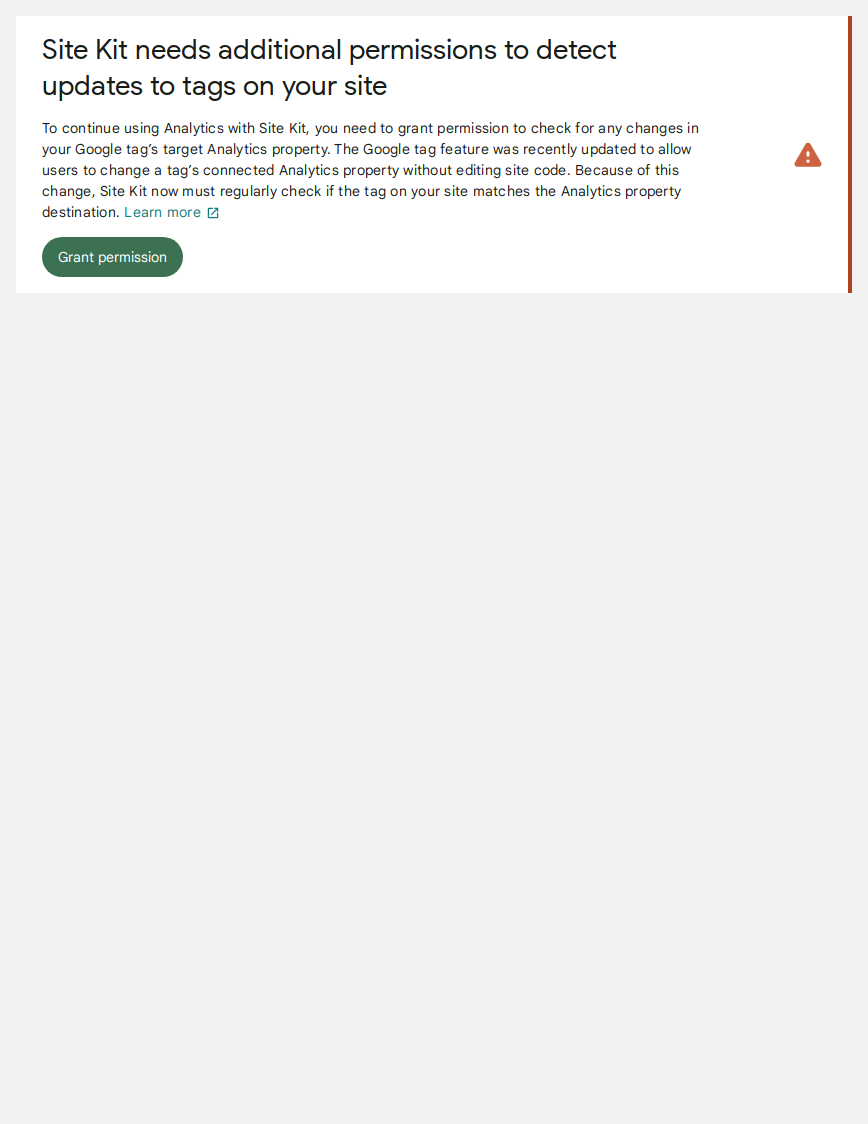 Site Kit needs additional permissions to detect
updates to tags on your site
To continue using Analytics with Site Kit, you need to grant permission to check for any changes in
your Google tag’s target Analytics property. The Google tag feature was recently updated to allow
users to change a tag’s connected Analytics property without editing site code. Because of this
change, Site Kit now must regularly check if the tag on your site matches the Analytics property
destination. Learn more
Grant permission